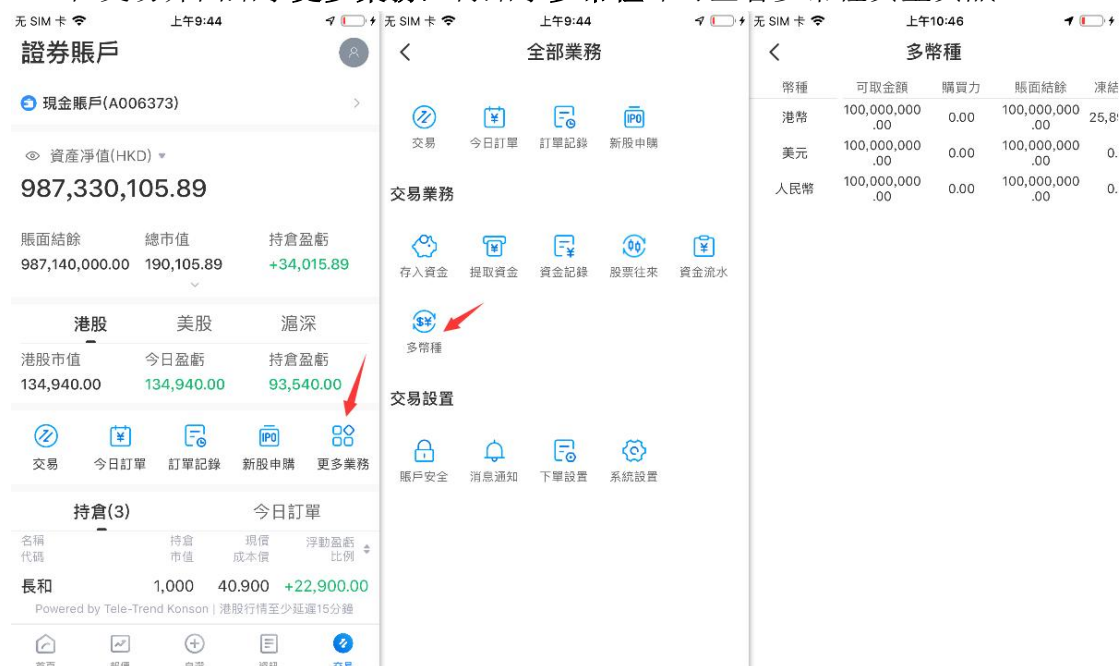 无 SIM 卡
上午9:44
證券賬戶
現金賬戶(A006373)
資產淨值(HKD)
987,330,105.89
賬面結餘 總市值 持倉盈虧
987,140,000.00 190,105.89 +34,015.89
港股 美股 滬深
港股市值 今日盈虧 持倉盈虧
134,940.00 134,940.00 93,540.00
IPO
交易 今日訂單 訂單記錄 新股申購 更多業務
持倉(3) 今日訂單
名稱 持倉 現價 浮動盈虧
代碼 市值 成本價 比例
長和 1,000 40.900 +22,900.00
Powered by Tele-Trend Konson | 港股行情至少延遲15分鐘
无 SIM 卡
上午9:44
全部業務
IPO
交易 今日訂單 訂單記錄 新股申購
交易業務
存入資金 提取資金 資金記錄 股票往來 資金流水
多幣種
交易設置
賬戶安全 消息通知 下單設置 系統設置
无 SIM 卡
上午10:46
多幣種
幣種 可取金額 購買力 賬面結餘 凍結
港幣 100,000,000.00 0.00 100,000,000.00 25,89
美元 100,000,000.00 0.00 100,000,000.00 0.
人民幣 100,000,000.00 0.00 100,000,000.00 0.